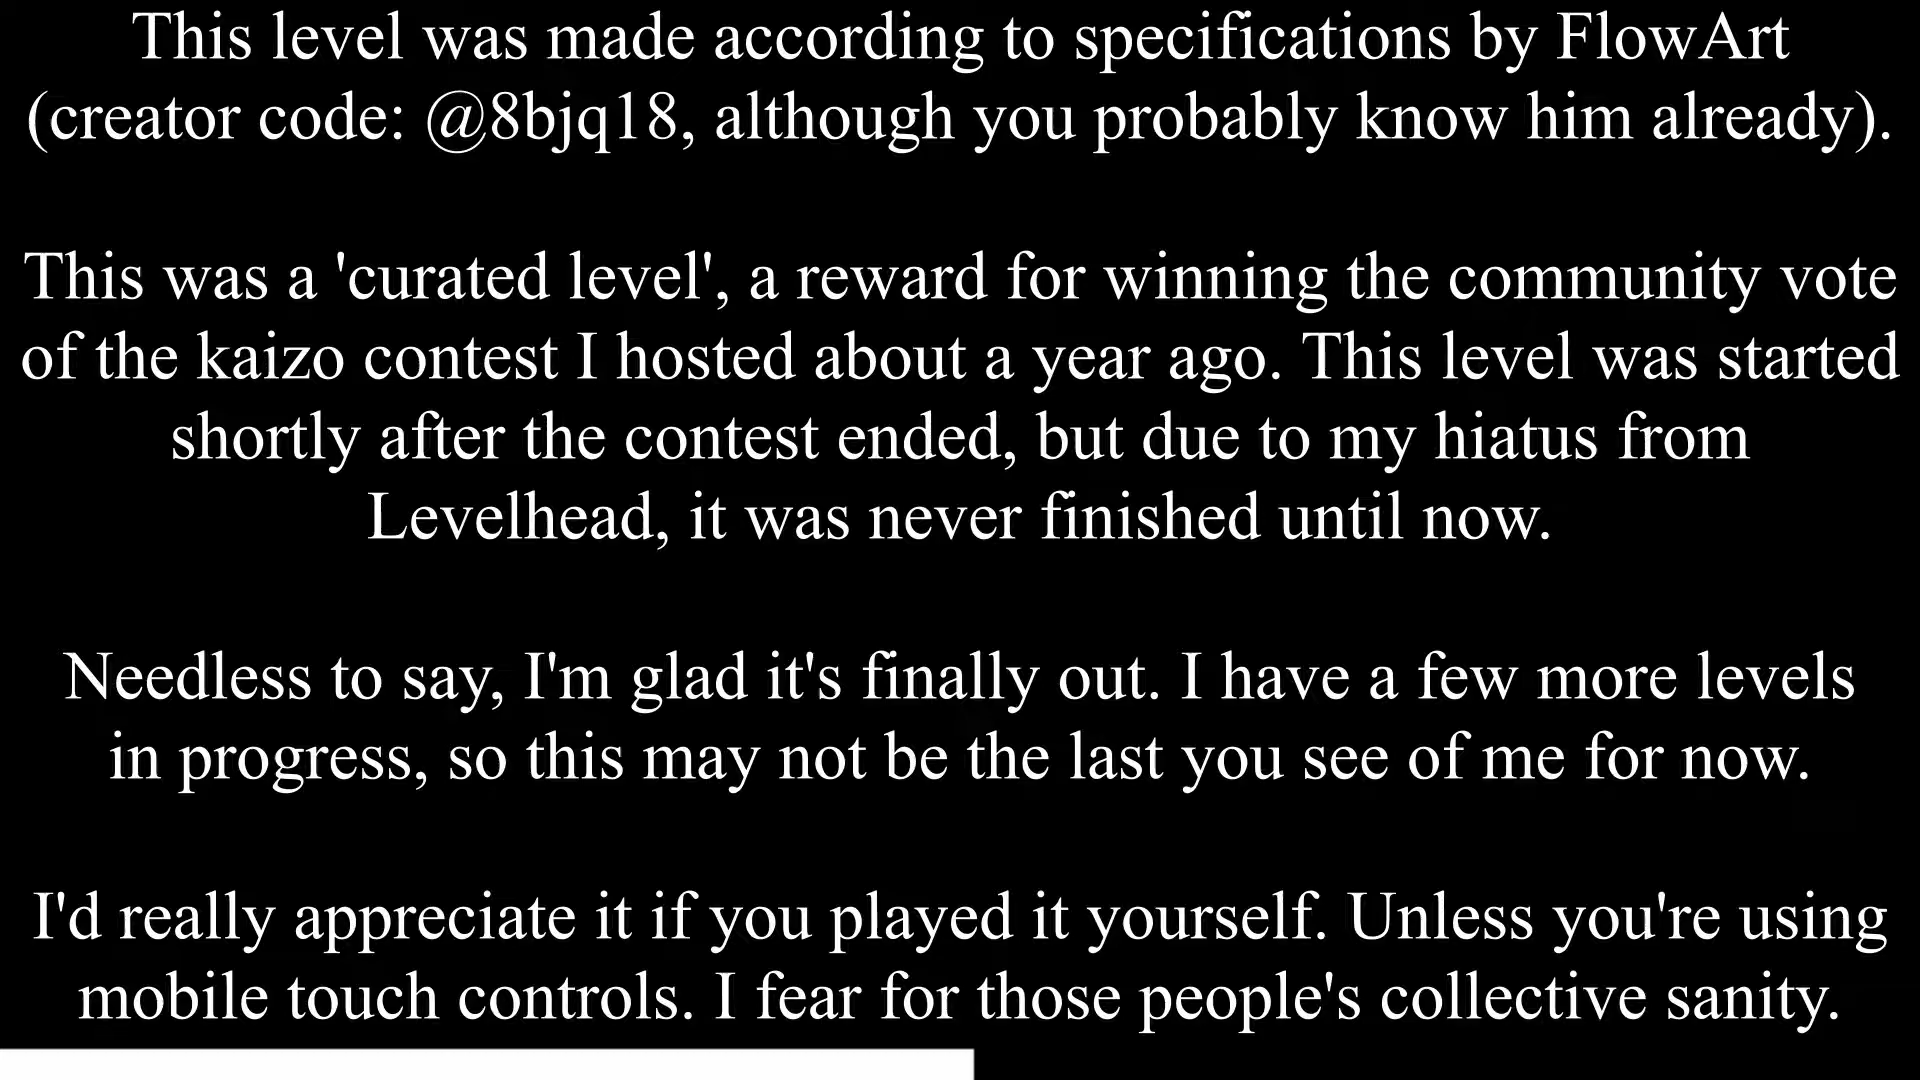 This level was made according to specifications by FlowArt
(creator code: @8bjq18, although you probably know him already).
This was a 'curated level', a reward for winning the community vote
of the kaizo contest I hosted about a year ago. This level was started
shortly after the contest ended, but due to my hiatus from
Levelhead, it was never finished until now.
Needless to say, I'm glad it's finally out. I have a few more levels
in progress, so this may not be the last you see of me for now.
I'd really appreciate it if you played it yourself. Unless you're using
mobile touch controls. I fear for those people's collective sanity.